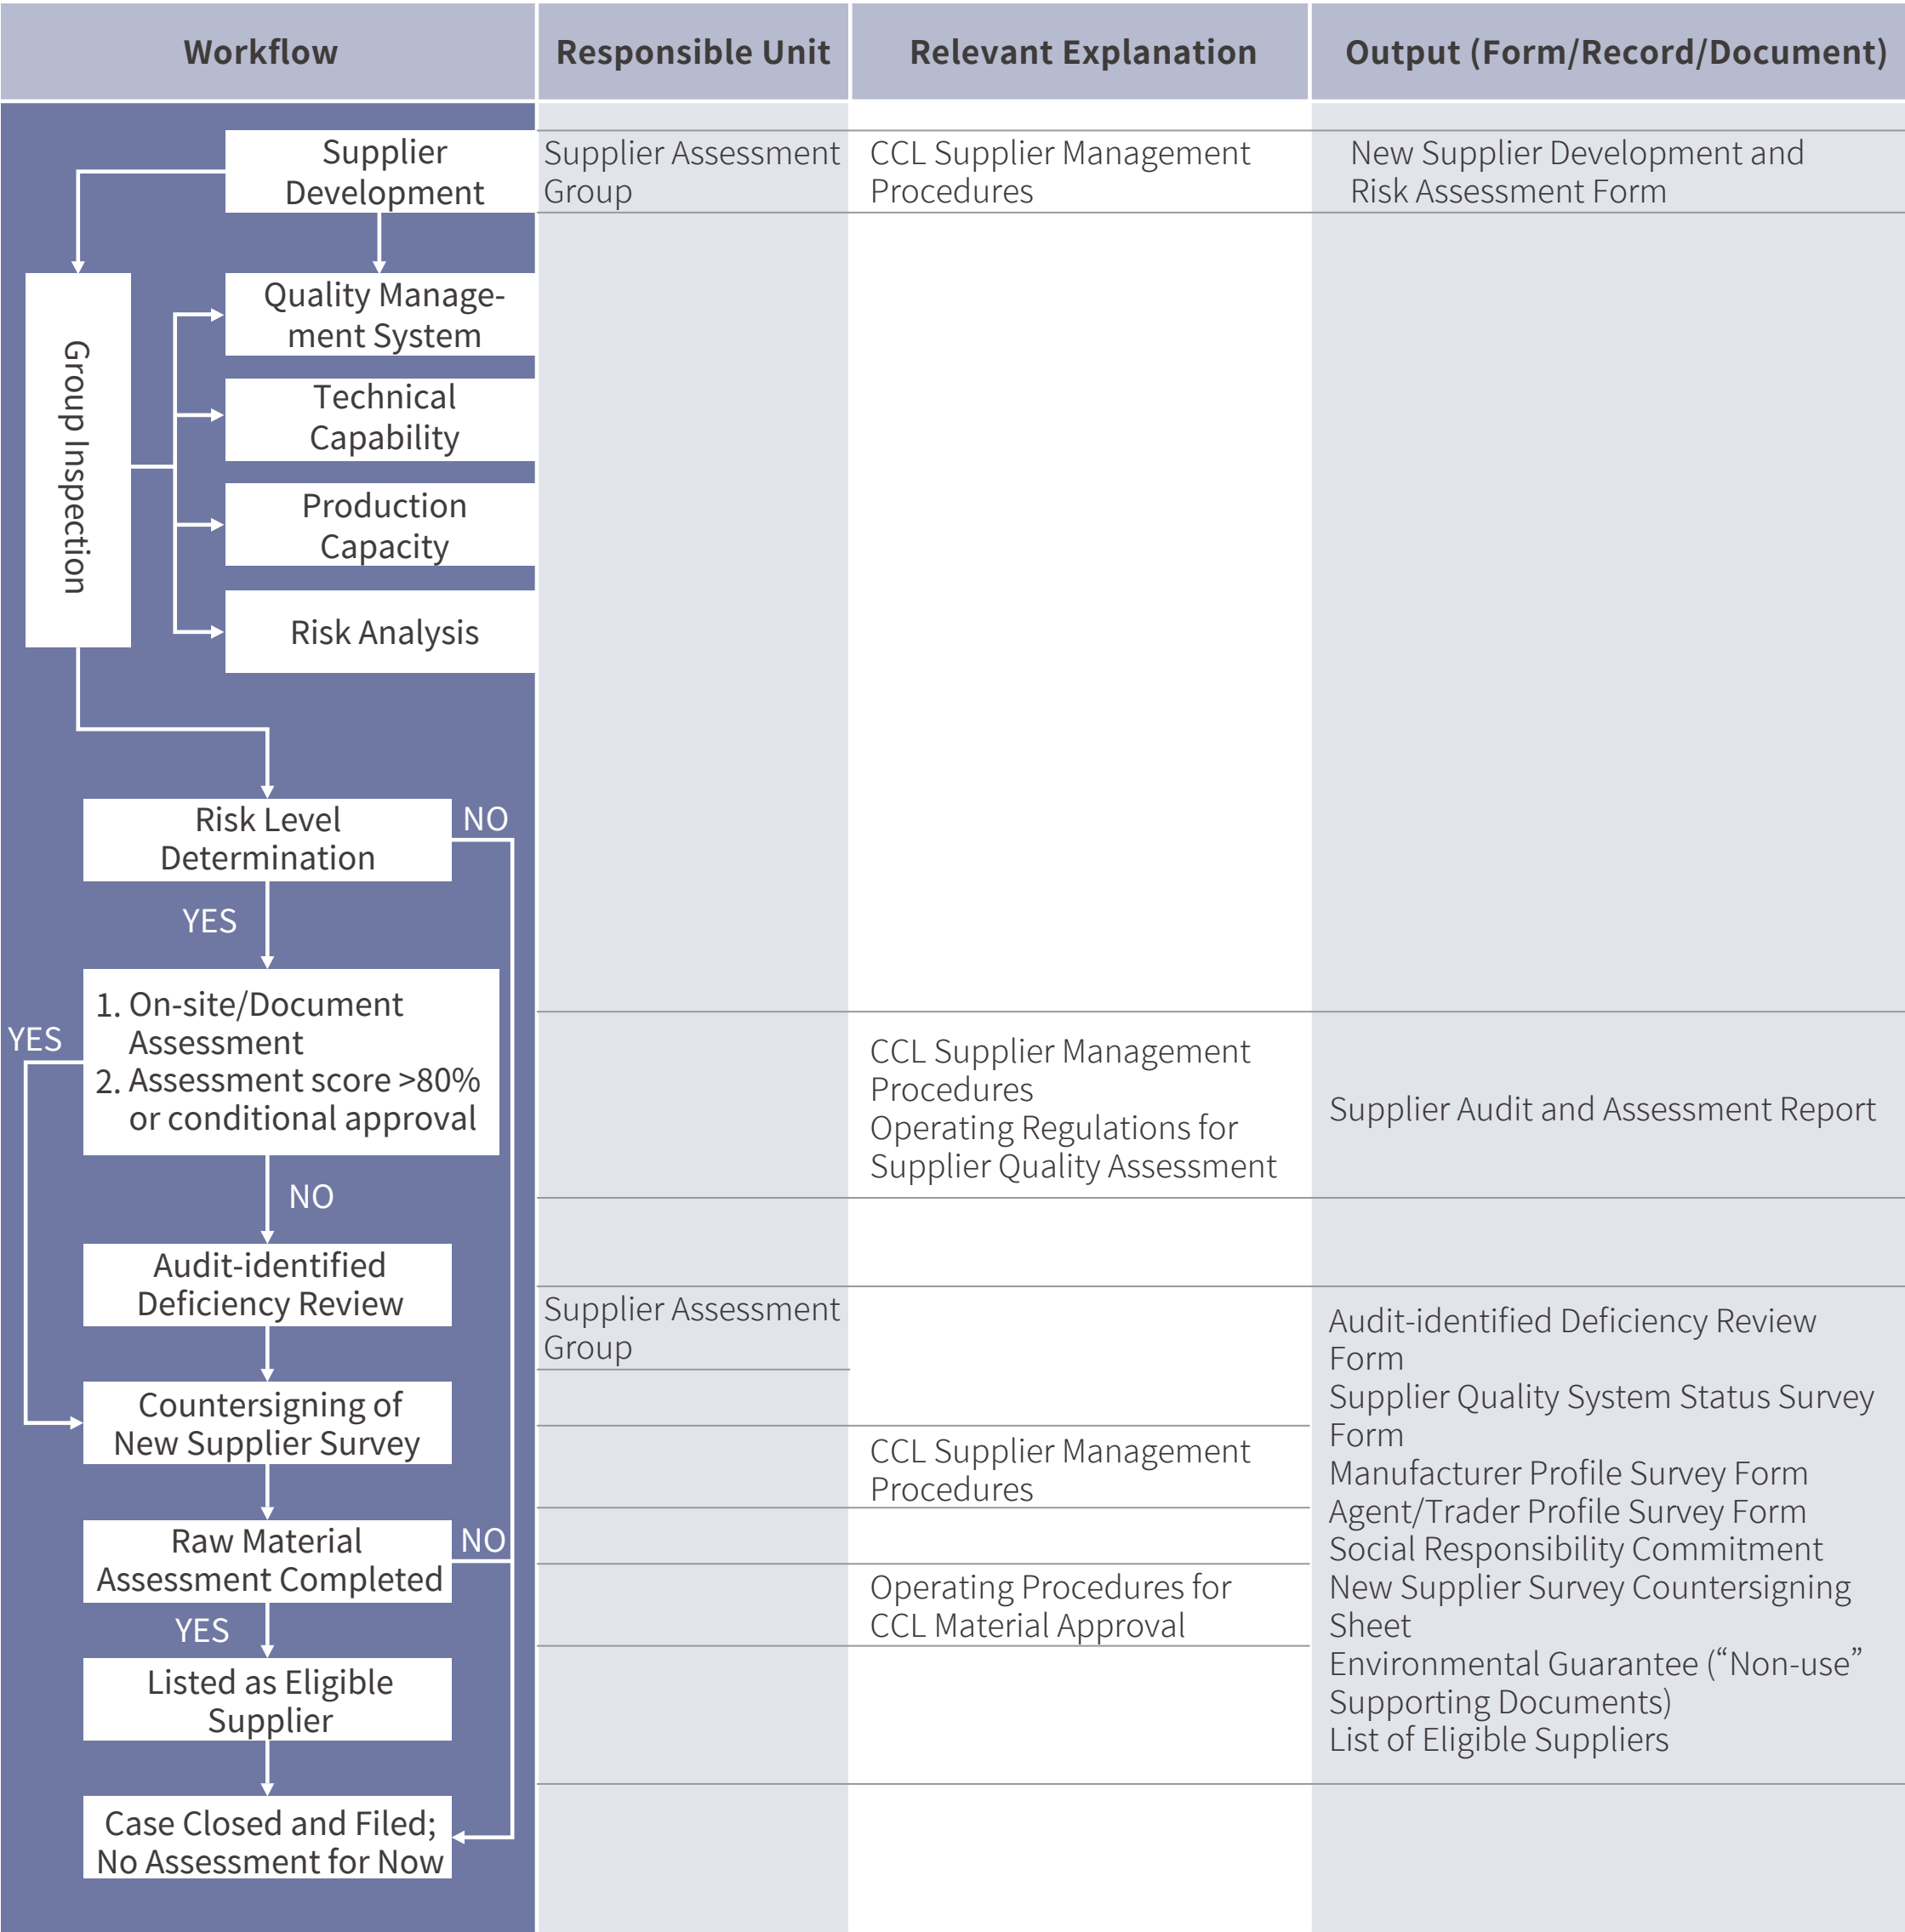 Workflow
Responsible Unit
Relevant Explanation
Output (Form/Record/Document)
Supplier
Development
Supplier Assessment
Group
CCL Supplier Management
Procedures
New Supplier Development and
Risk Assessment Form
Group Inspection
Quality Manage-
ment System
Technical
Capability
Production
Capacity
Risk Analysis
Risk Level
Determination
NO
YES
1. On-site/Document
Assessment
2. Assessment score >80%
or conditional approval
YES
CCL Supplier Management
Procedures
Operating Regulations for
Supplier Quality Assessment
Supplier Audit and Assessment Report
NO
Audit-identified
Deficiency Review
Supplier Assessment
Group
Countersigning of
New Supplier Survey
CCL Supplier Management
Procedures
Raw Material
Assessment Completed
NO
YES
Operating Procedures for
CCL Material Approval
Listed as Eligible
Supplier
Case Closed and Filed;
No Assessment for Now
Audit-identified Deficiency Review
Form
Supplier Quality System Status Survey
Form
Manufacturer Profile Survey Form
Agent/Trader Profile Survey Form
Social Responsibility Commitment
New Supplier Survey Countersigning
Sheet
Environmental Guarantee (“Non-use”
Supporting Documents)
List of Eligible Suppliers